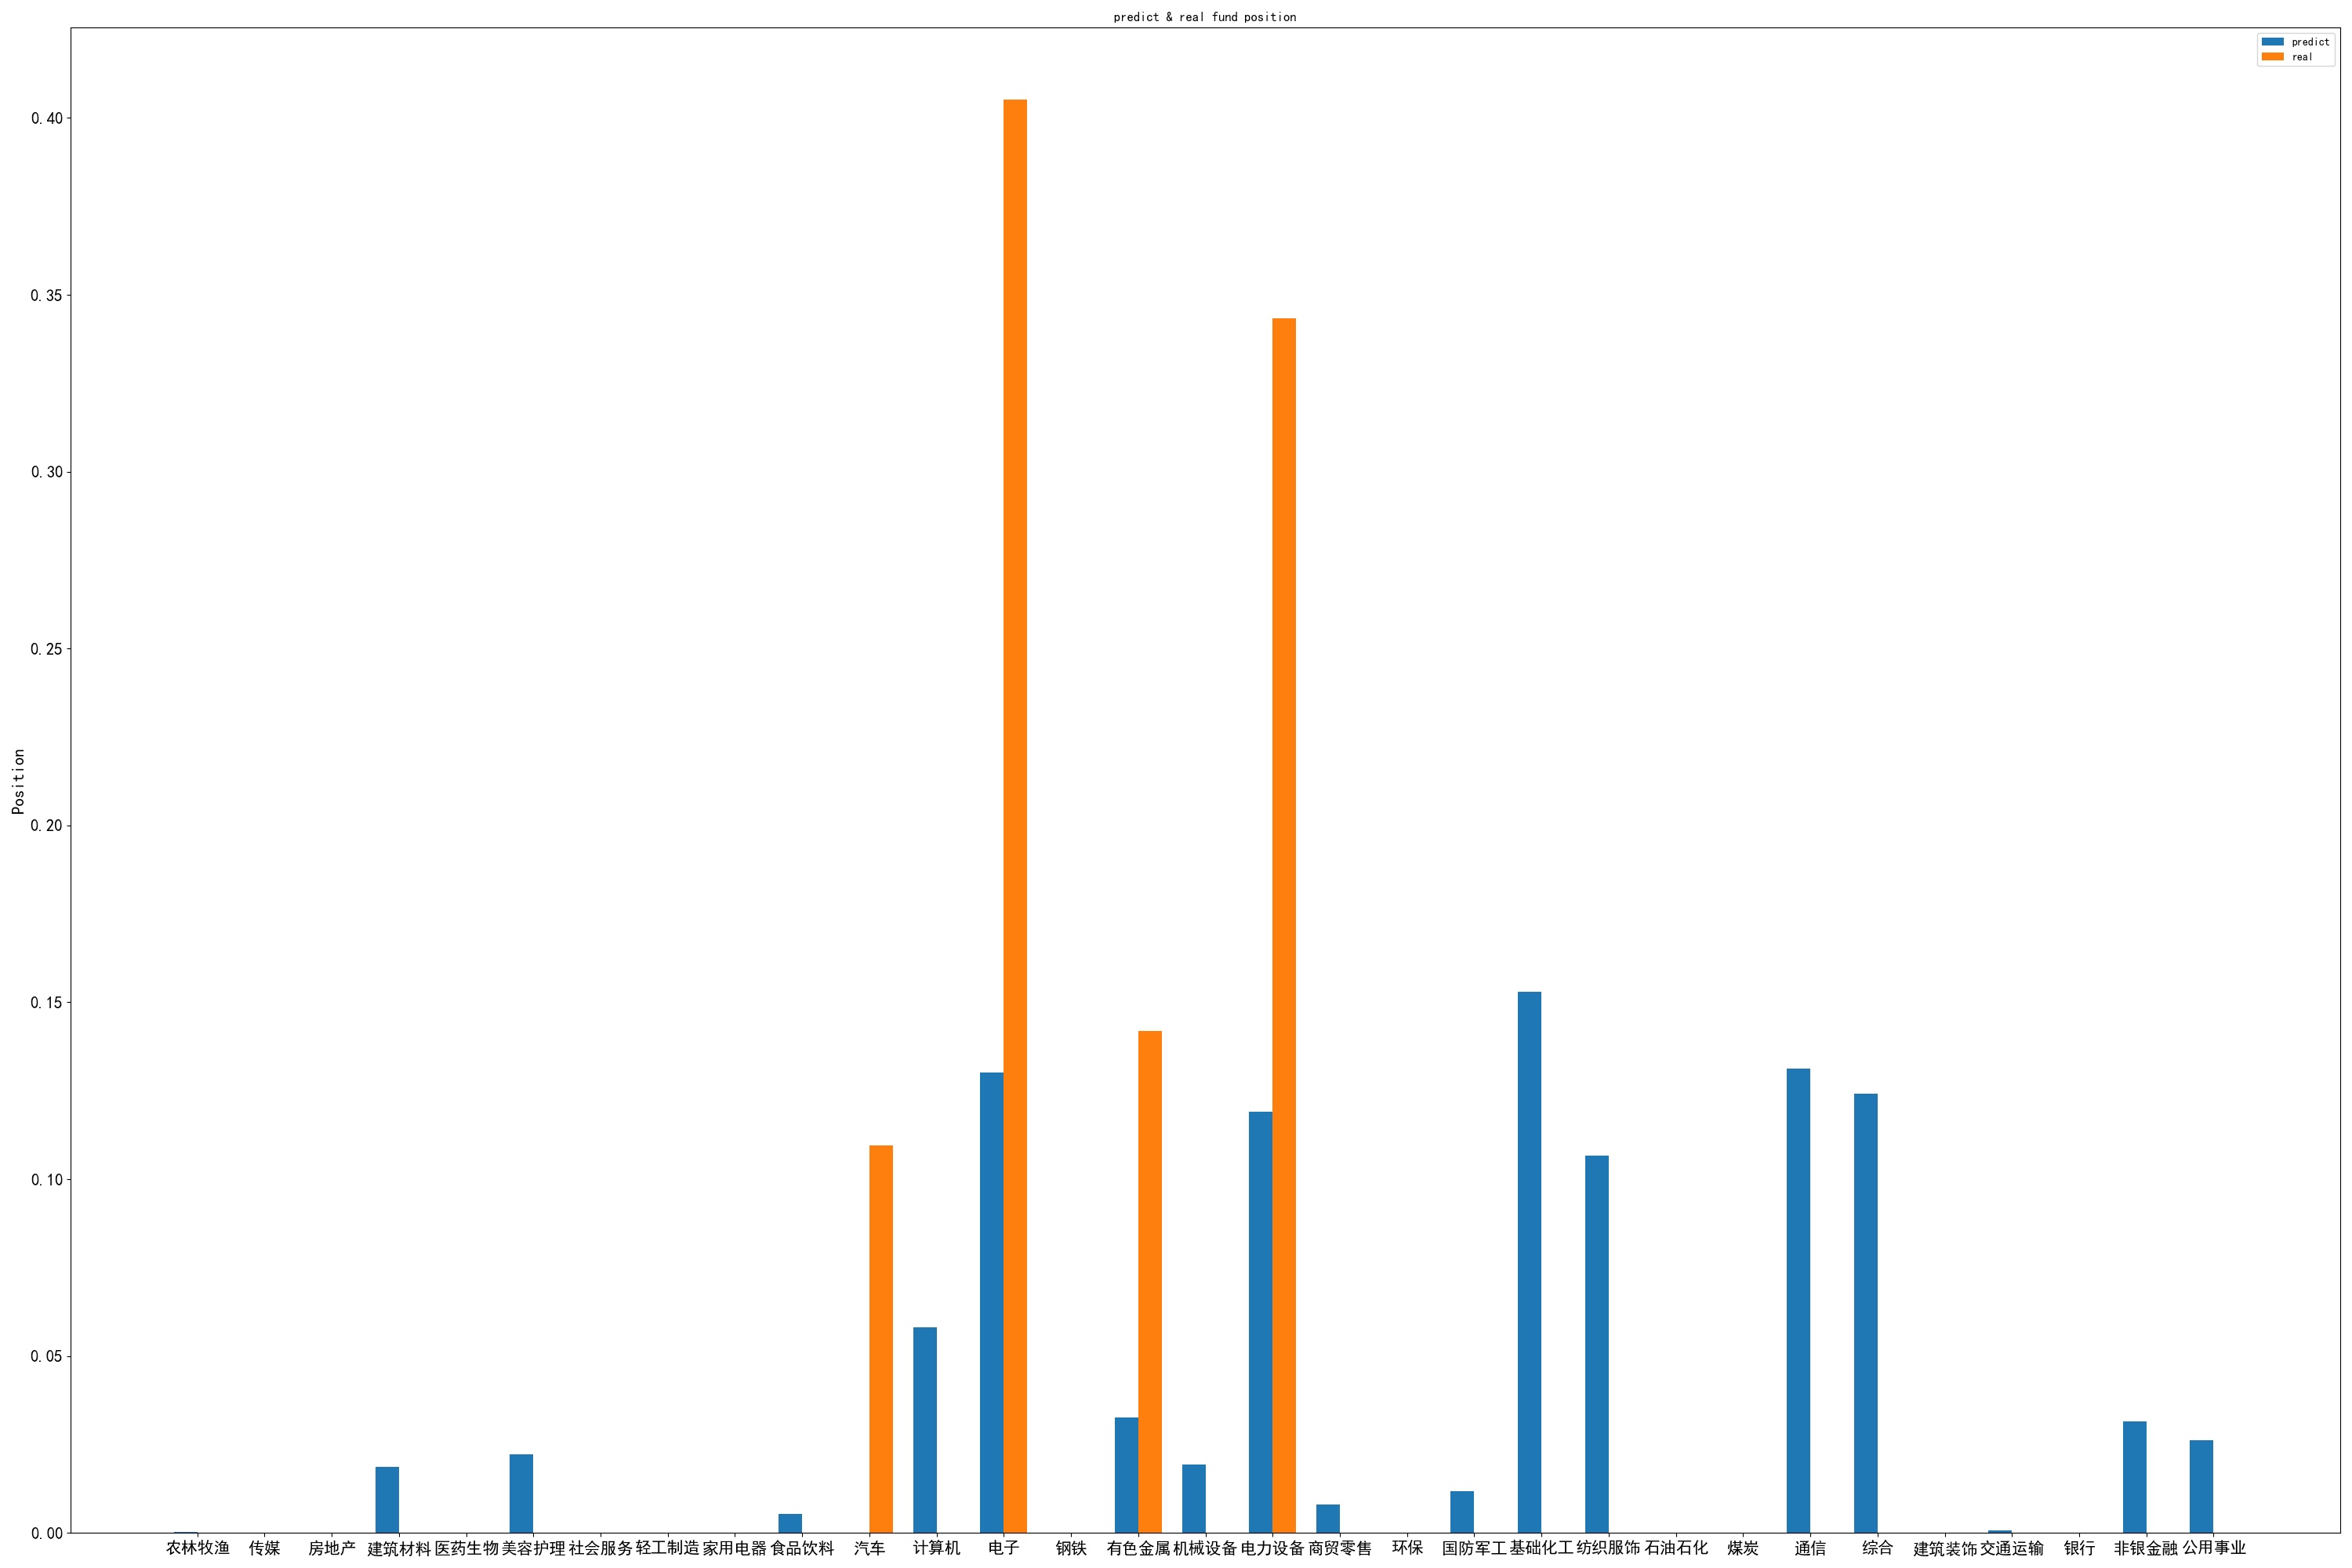 predict & real fund position
predict
real
0.40
0.35
0.30
0.25
0.20
0.15
0.10
0.05
0.00
Position
农林牧渔 传媒 房地产 建筑材料 医药生物 美容护理 社会服务 轻工制造 家用电器 食品饮料 汽车 计算机 电子 钢铁 有色金属 机械设备 电力设备 商贸零售 环保 国防军工 基础化工 纺织服饰 石油石化 煤炭 通信 综合 建筑装饰 交通运输 银行 非银金融 公用事业